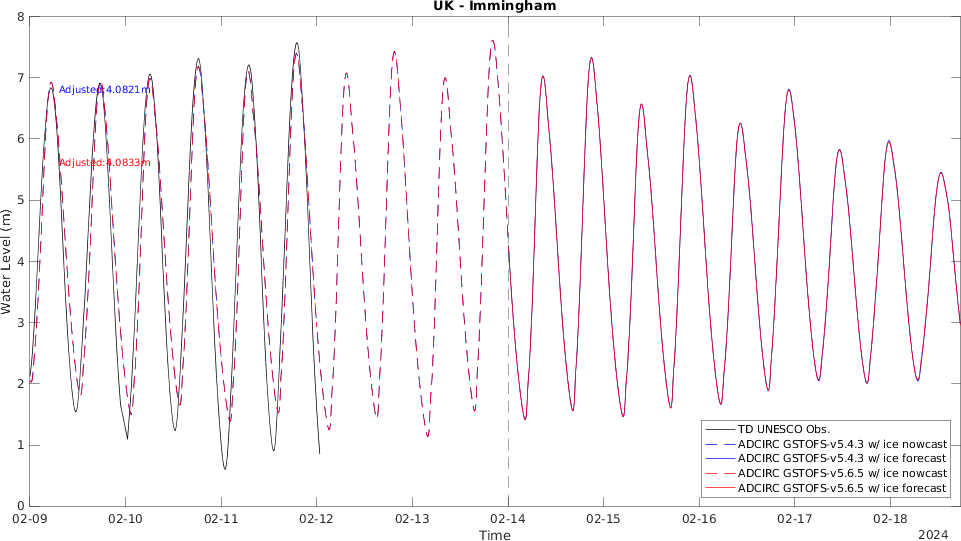 UK - Immingham
8
7
6
5
4
3
2
1
0
Water Level (m)
Adjusted:4.0821m
Adjusted:4.0833m
TD UNESCO Obs.
ADCIRC GSTOFS-v5.4.3 w/ ice nowcast
ADCIRC GSTOFS-v5.4.3 w/ ice forecast
ADCIRC GSTOFS-v5.6.5 w/ ice nowcast
ADCIRC GSTOFS-v5.6.5 w/ ice forecast
02-09 02-10 02-11 02-12 02-13 02-14 02-15 02-16 02-17 02-18
Time
2024